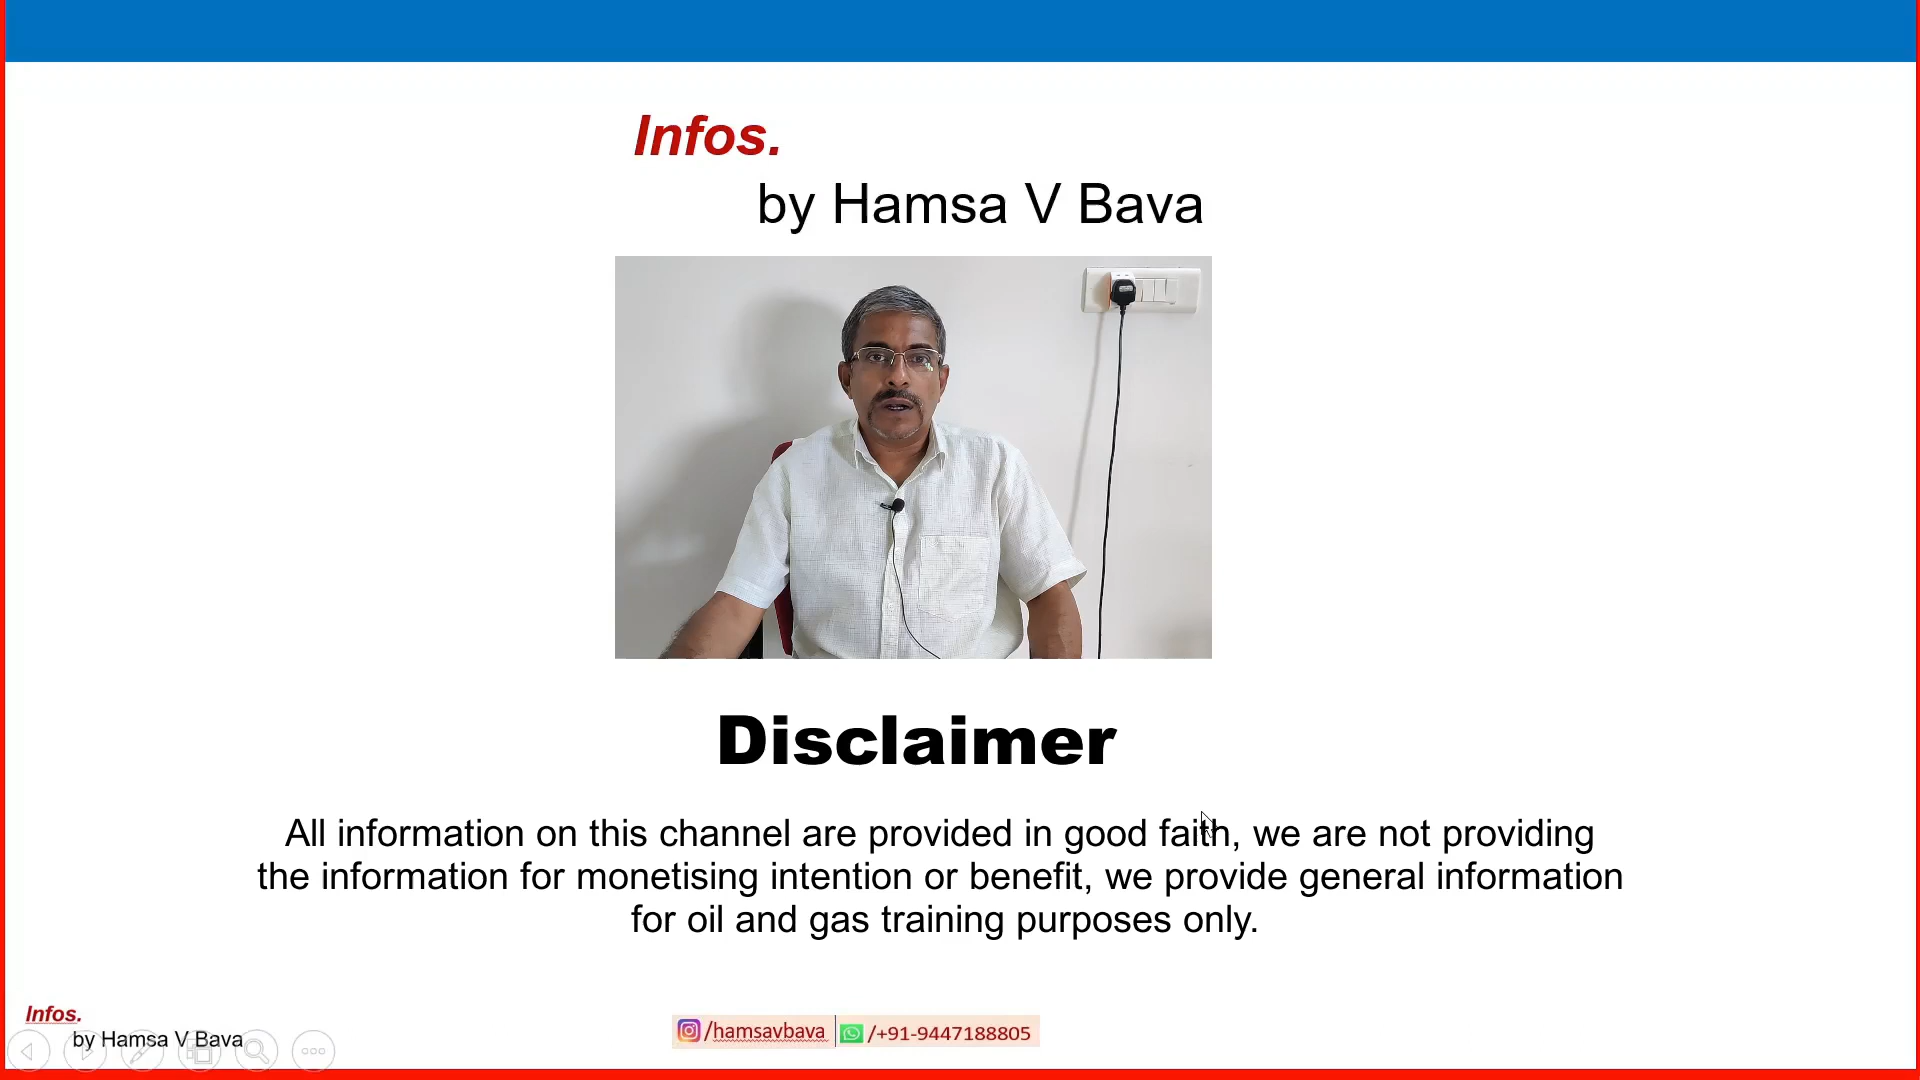 Infos.
by Hamsa V Bava
Disclaimer
All information on this channel are provided in good faith, we are not providing
the information for monetising intention or benefit, we provide general information
for oil and gas training purposes only.
Infos.
by Hamsa V Bava
/hamsavbava
/+91-9447188805